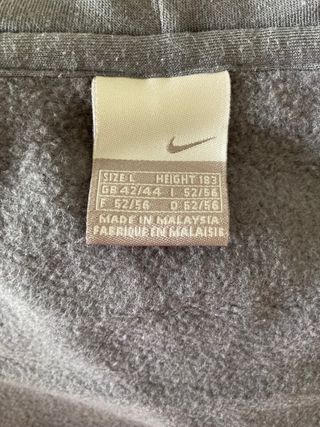 SIZE L HEIGHT 183
GB 42/44 I 52/56
F 52/56 D 52/56
MADE IN MALAYSIA
FABRIQUE EN MALAISIE